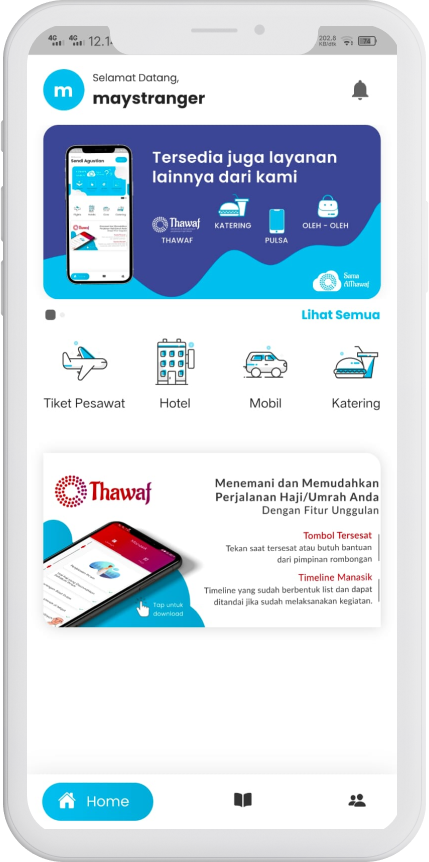 4G 4G 12.1
202,6
KB/dtk
m
Selamat Datang,
maystranger
Tersedia juga layanan
lainnya dari kami
Sendi Agustian
Thawaf
THAWAF
KATERING
PULSA
OLEH - OLEH
Sama
AlThawaf
Lihat Semua
Tiket Pesawat
Hotel
Mobil
Katering
Thawaf
Menemani dan Memudahkan
Perjalanan Haji/Umrah Anda
Dengan Fitur Unggulan
Tombol Tersesat
Tekan saat tersesat atau butuh bantuan
dari pimpinan rombongan
Timeline Manasik
Timeline yang sudah berbentuk list dan dapat
ditandai jika sudah melaksanakan kegiatan.
Tap untuk
download
Home